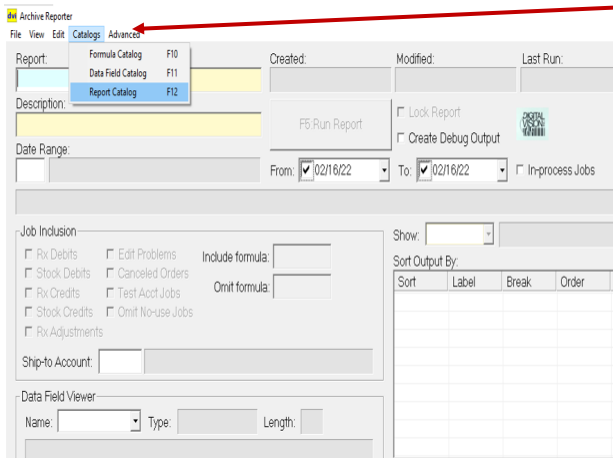 dvi Archive Reporter
File View Edit Catalogs Advanced
Formula Catalog F10
Data Field Catalog F11
Report Catalog F12
Report: Created: Modified: Last Run:
Description:
F5:Run Report
Lock Report
Create Debug Output
DIGITAL VISION
Date Range:
From: 02/16/22 To: 02/16/22 In-process Jobs
Job Inclusion
Show:
Rx Debits Edit Problems Include formula:
Stock Debits Canceled Orders
Rx Credits Test Acct Jobs Omit formula:
Stock Credits Omit No-use Jobs
Rx Adjustments
Sort Output By:
Sort Label Break Order
Ship-to Account:
Data Field Viewer
Name: Type: Length: